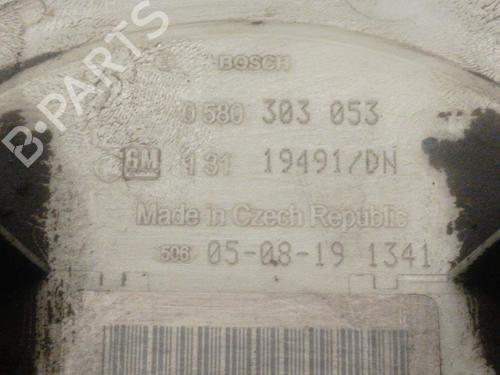 B-PARTS
BOSCH
0 580 303 053
GM 131 19491/DN
Made in Czech Republic
506 05-08-19 1341